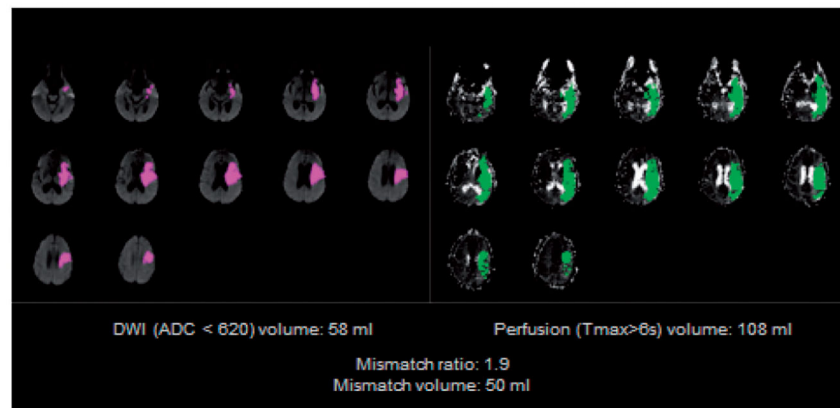 DWI (ADC < 620) volume: 58 ml
Perfusion (Tmax>6s) volume: 108 ml
Mismatch ratio: 1.9
Mismatch volume: 50 ml